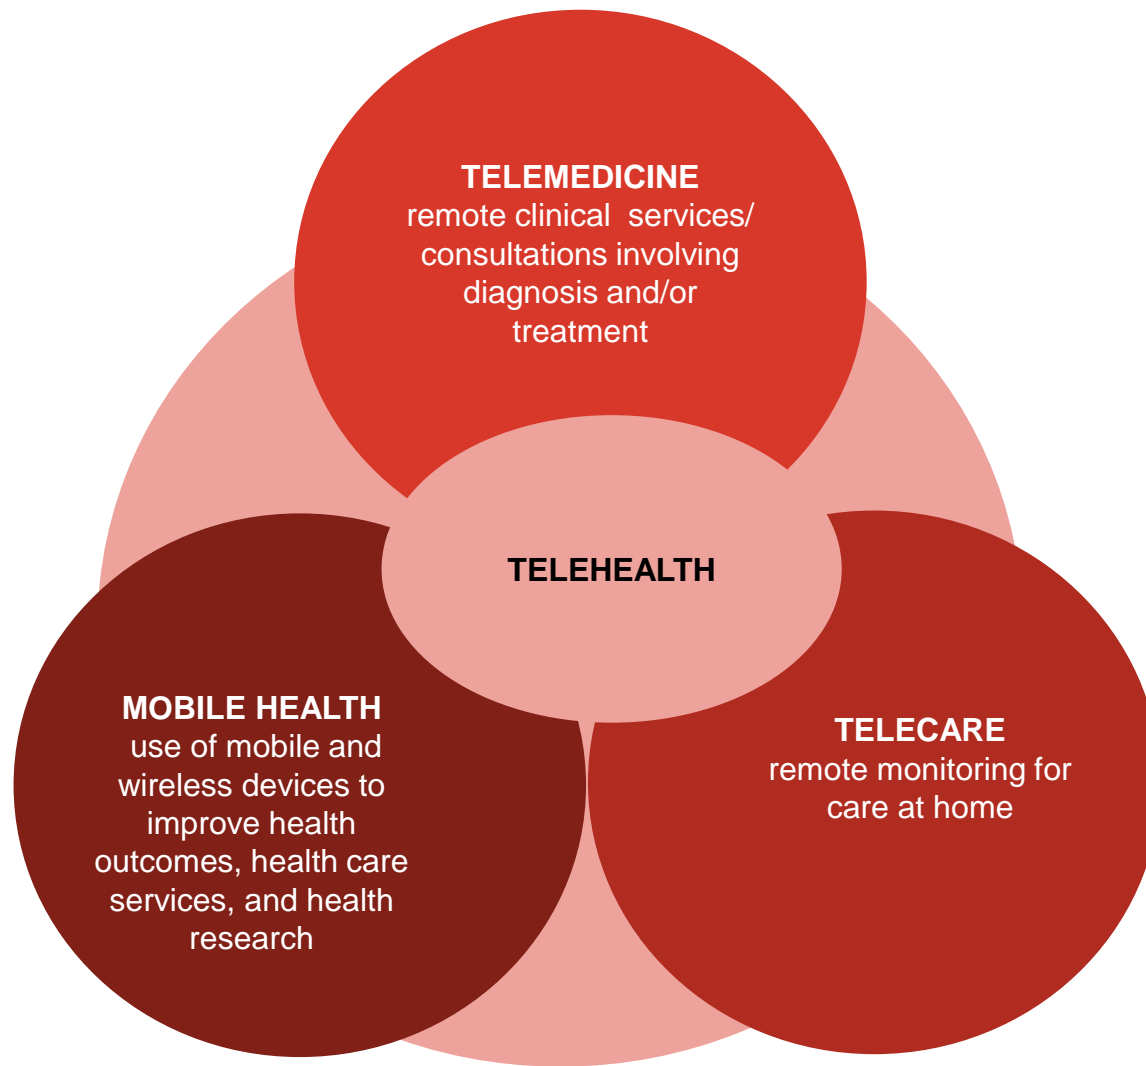 TELEMEDICINE
remote clinical  services/
consultations involving
diagnosis and/or
treatment
TELEHEALTH
MOBILE HEALTH
use of mobile and
wireless devices to
improve health
outcomes, health care
services, and health
research
TELECARE
remote monitoring for
care at home